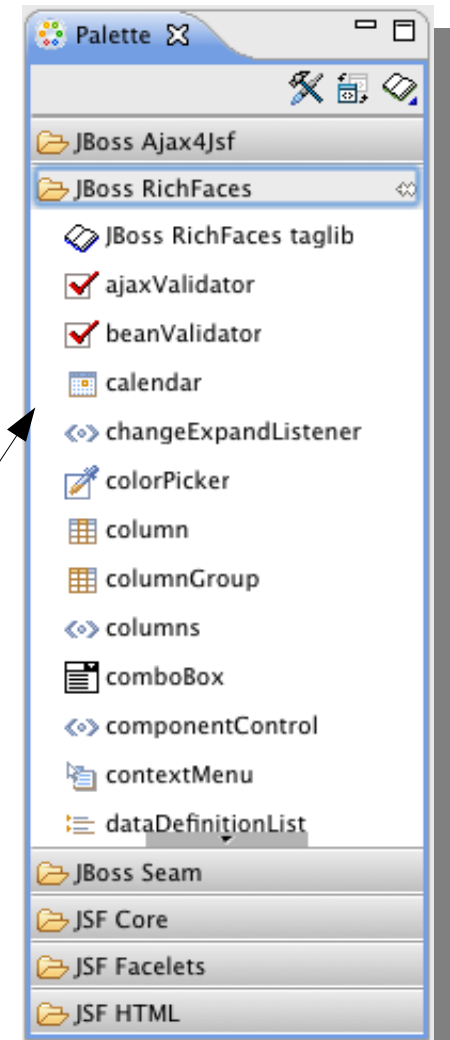 Palette
JBoss Ajax4Jsf
JBoss RichFaces
JBoss RichFaces taglib
ajaxValidator
beanValidator
calendar
changeExpandListener
colorPicker
column
columnGroup
columns
comboBox
componentControl
contextMenu
dataDefinitionList
JBoss Seam
JSF Core
JSF Facelets
JSF HTML